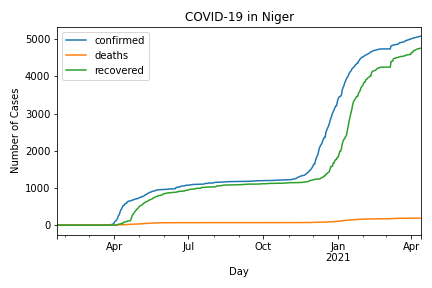 COVID-19 in Niger
confirmed
deaths
recovered
Number of Cases
5000
4000
3000
2000
1000
0
Apr
Jul
Oct
Jan
2021
Apr
Day